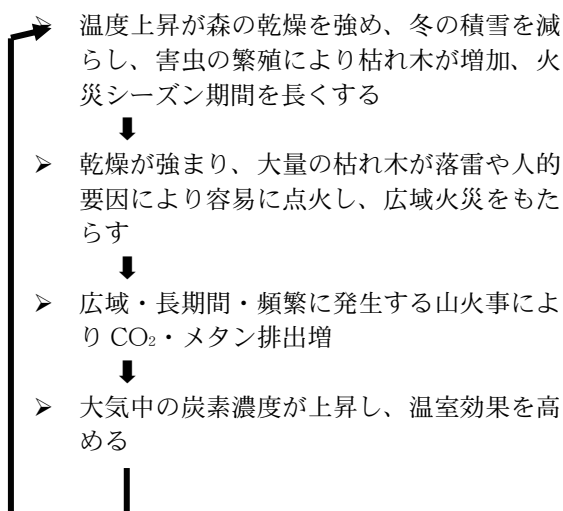 ➢ 温度上昇が森の乾燥を強め、冬の積雪を減
らし、害虫の繁殖により枯れ木が増加、火
災シーズン期間を長くする
➢ 乾燥が強まり、大量の枯れ木が落雷や人的
要因により容易に点火し、広域火災をもた
らす
➢ 広域・長期間・頻繁に発生する山火事によ
り CO₂・メタン排出増
➢ 大気中の炭素濃度が上昇し、温室効果を高
める